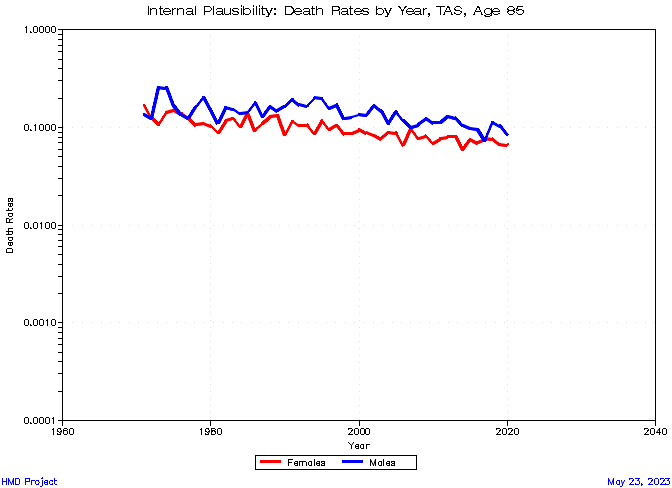 Internal Plausibility: Death Rates by Year, TAS, Age 85
1.0000
0.1000
0.0100
0.0010
0.0001
Death Rates
1960 1980 2000 2020 2040
Year
Females Males
HMD Project May 23, 2023